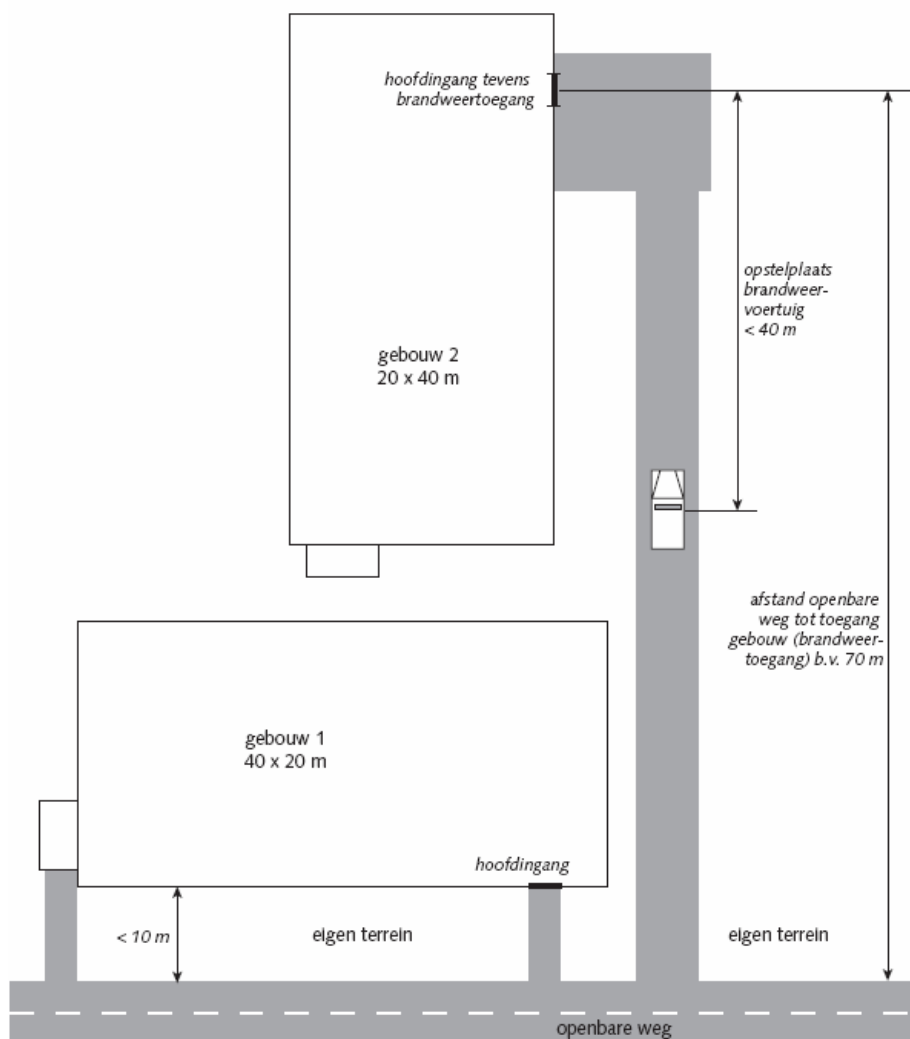 hoofdingang tevens
brandweertoegang
opstelplaats
brandweer-
voertuig
< 40 m
gebouw 2
20 x 40 m
afstand openbare
weg tot toegang
gebouw (brandweer-
toegang) b.v. 70 m
gebouw 1
40 x 20 m
hoofdingang
< 10 m
eigen terrein
eigen terrein
openbare weg